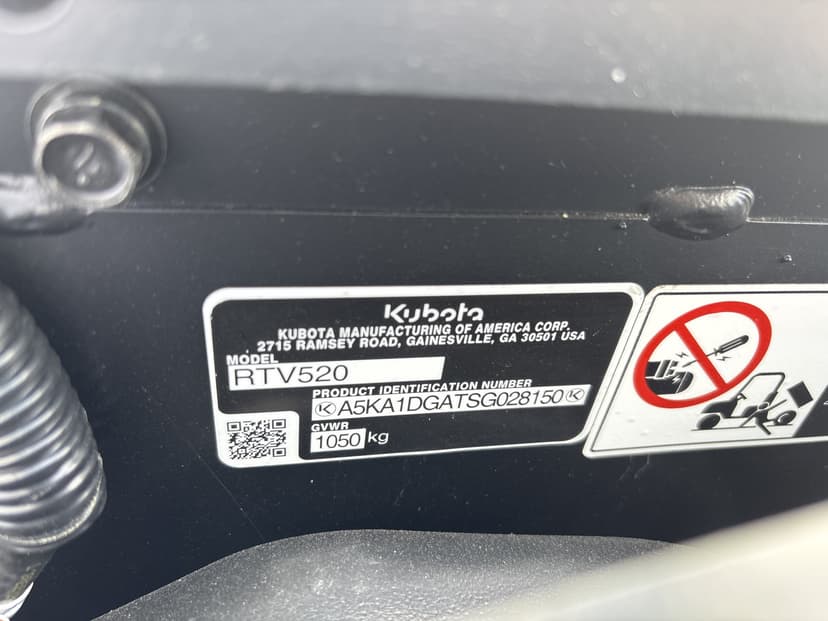 Kubota
KUBOTA MANUFACTURING OF AMERICA CORP.
2715 RAMSEY ROAD, GAINESVILLE, GA 30501 USA
MODEL
RTV520
PRODUCT IDENTIFICATION NUMBER
A5KA1DGATSG028150
GVWR
1050 kg